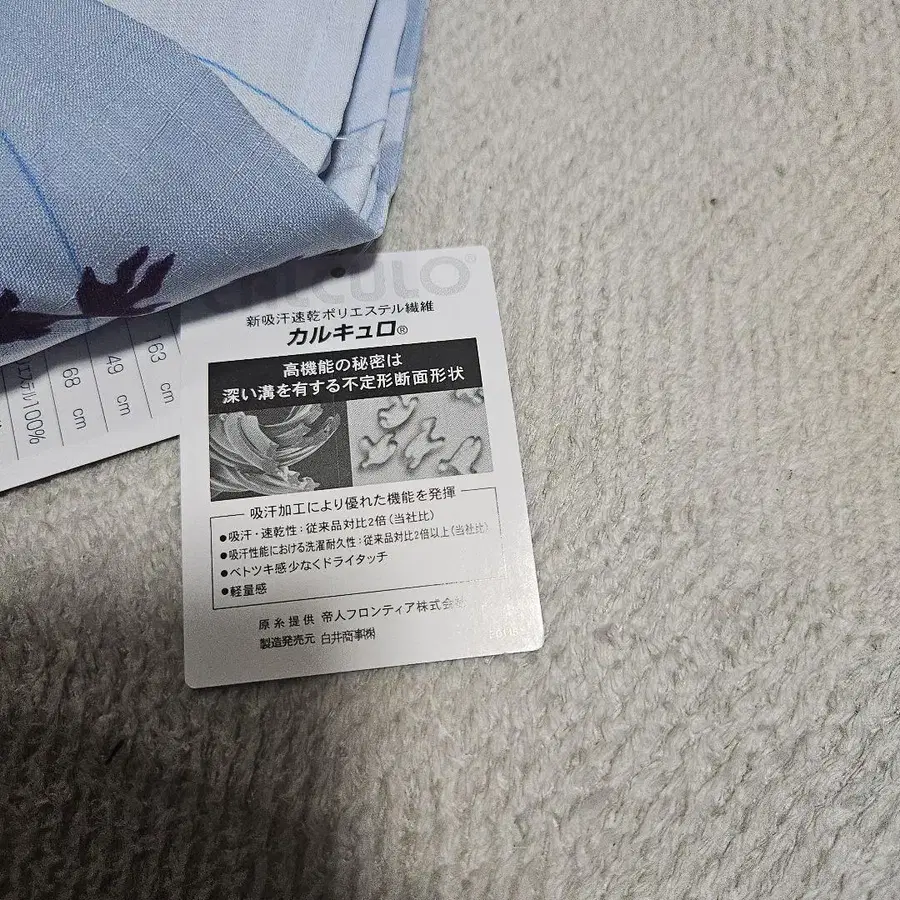 CALCULO®
新吸汗速乾ポリエステル繊維
カルキュロ®
高機能の秘密は
深い溝を有する不定形断面形状
吸汗加工により優れた機能を発揮
●吸汗・速乾性：従来品対比2倍（当社比）
●吸汗性能における洗濯耐久性：従来品対比2倍以上（当社比）
●ベトツキ感少なくドライタッチ
●軽量感
原糸提供 帝人フロンティア株式会社
製造発売元 白井商事㈱
163 cm
49 cm
68 cm
エステル100%